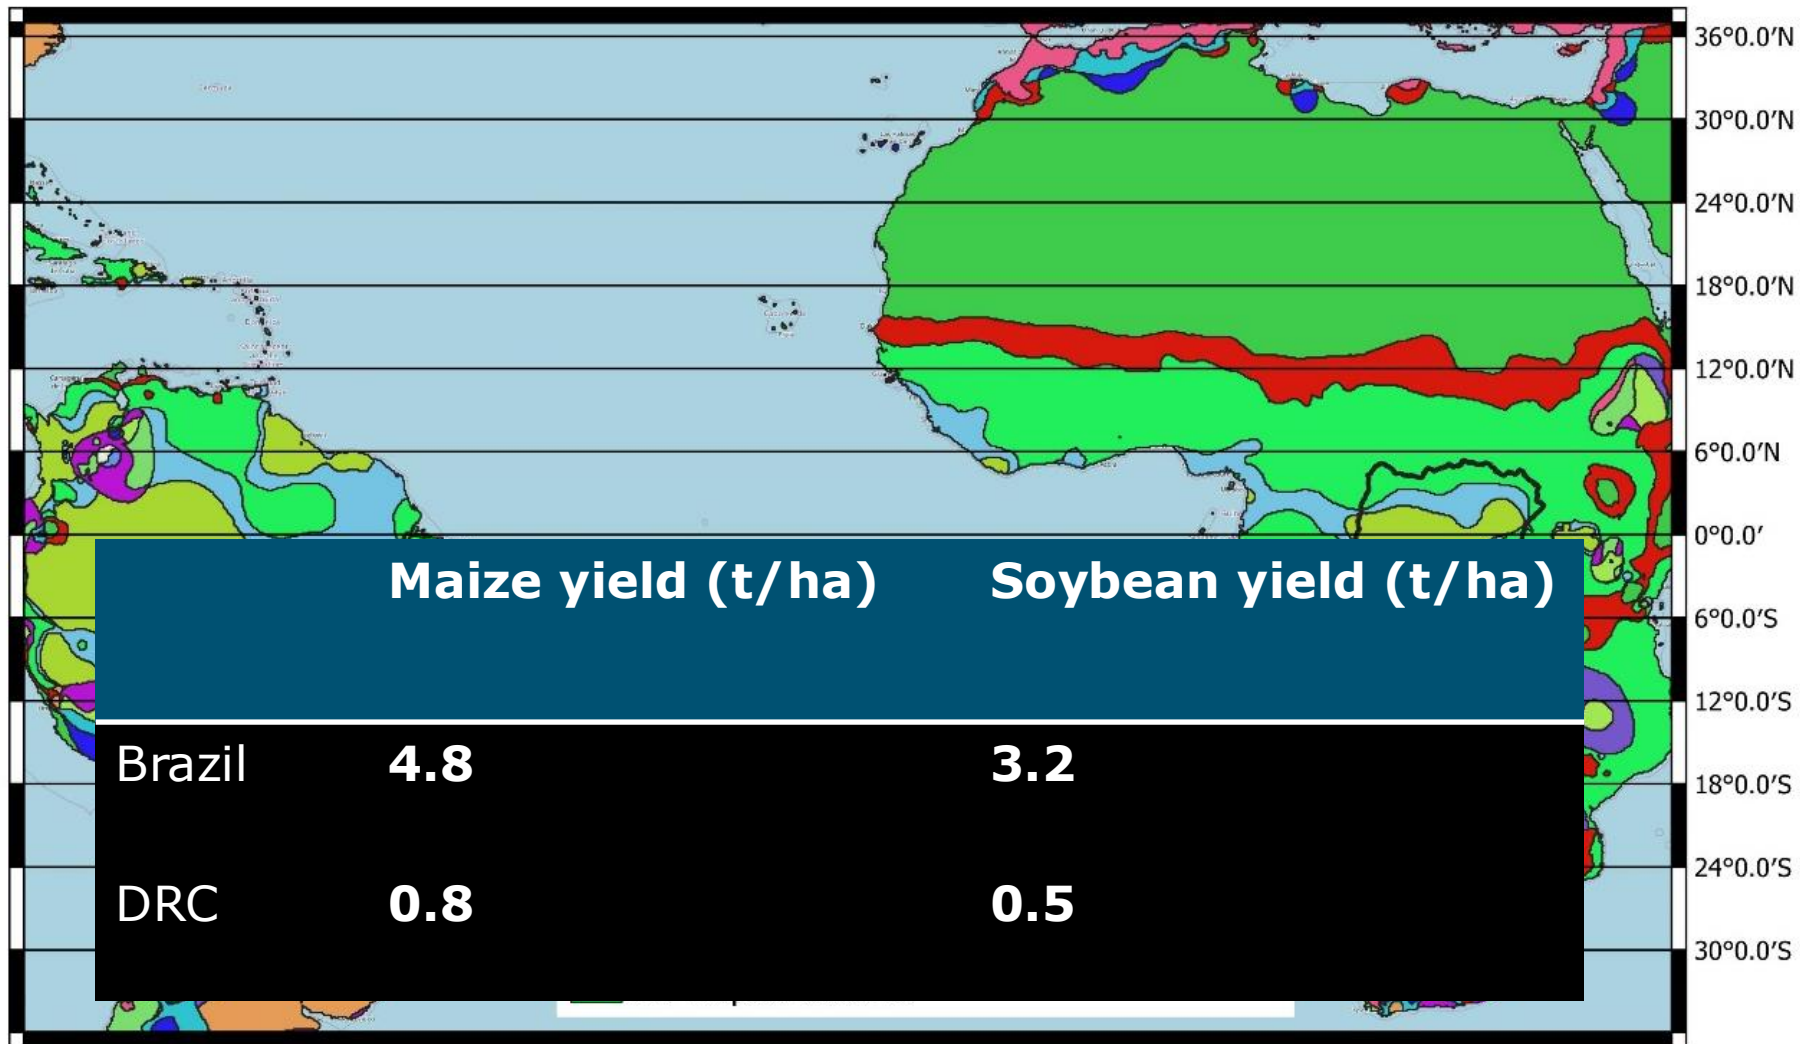 36°0.0′N
30°0.0′N
24°0.0′N
18°0.0′N
12°0.0′N
6°0.0′N
0°0.0′
Maize yield (t/ha) Soybean yield (t/ha)
6°0.0′S
12°0.0′S
Brazil 4.8 3.2
18°0.0′S
24°0.0′S
DRC 0.8 0.5
30°0.0′S